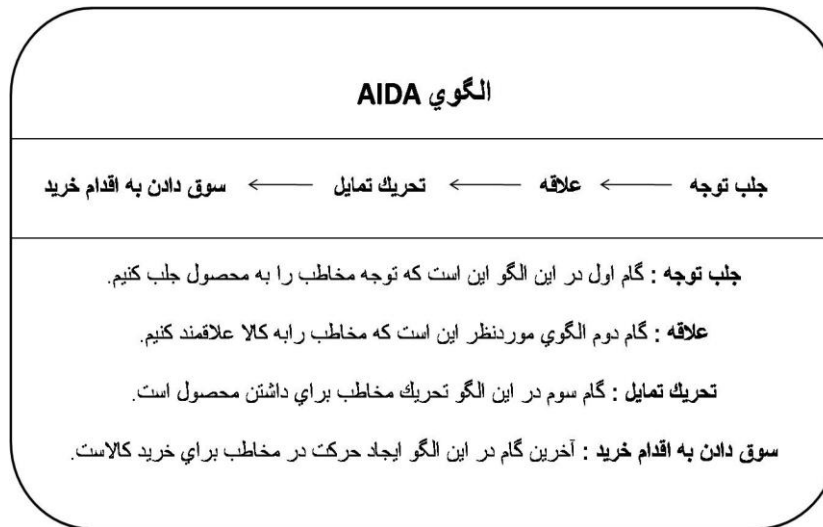 الگوي AIDA
جلب توجه ← علاقه ← تحريك تمايل ← سوق دادن به اقدام خريد
جلب توجه : گام اول در اين الگو اين است كه توجه مخاطب را به محصول جلب كنيم.
علاقه : گام دوم الگوي موردنظر اين است كه مخاطب رابه كالا علاقمند كنيم.
تحريك تمايل : گام سوم در اين الگو تحريك مخاطب براي داشتن محصول است.
سوق دادن به اقدام خريد : آخرين گام در اين الگو ايجاد حركت در مخاطب براي خريد كالاست.